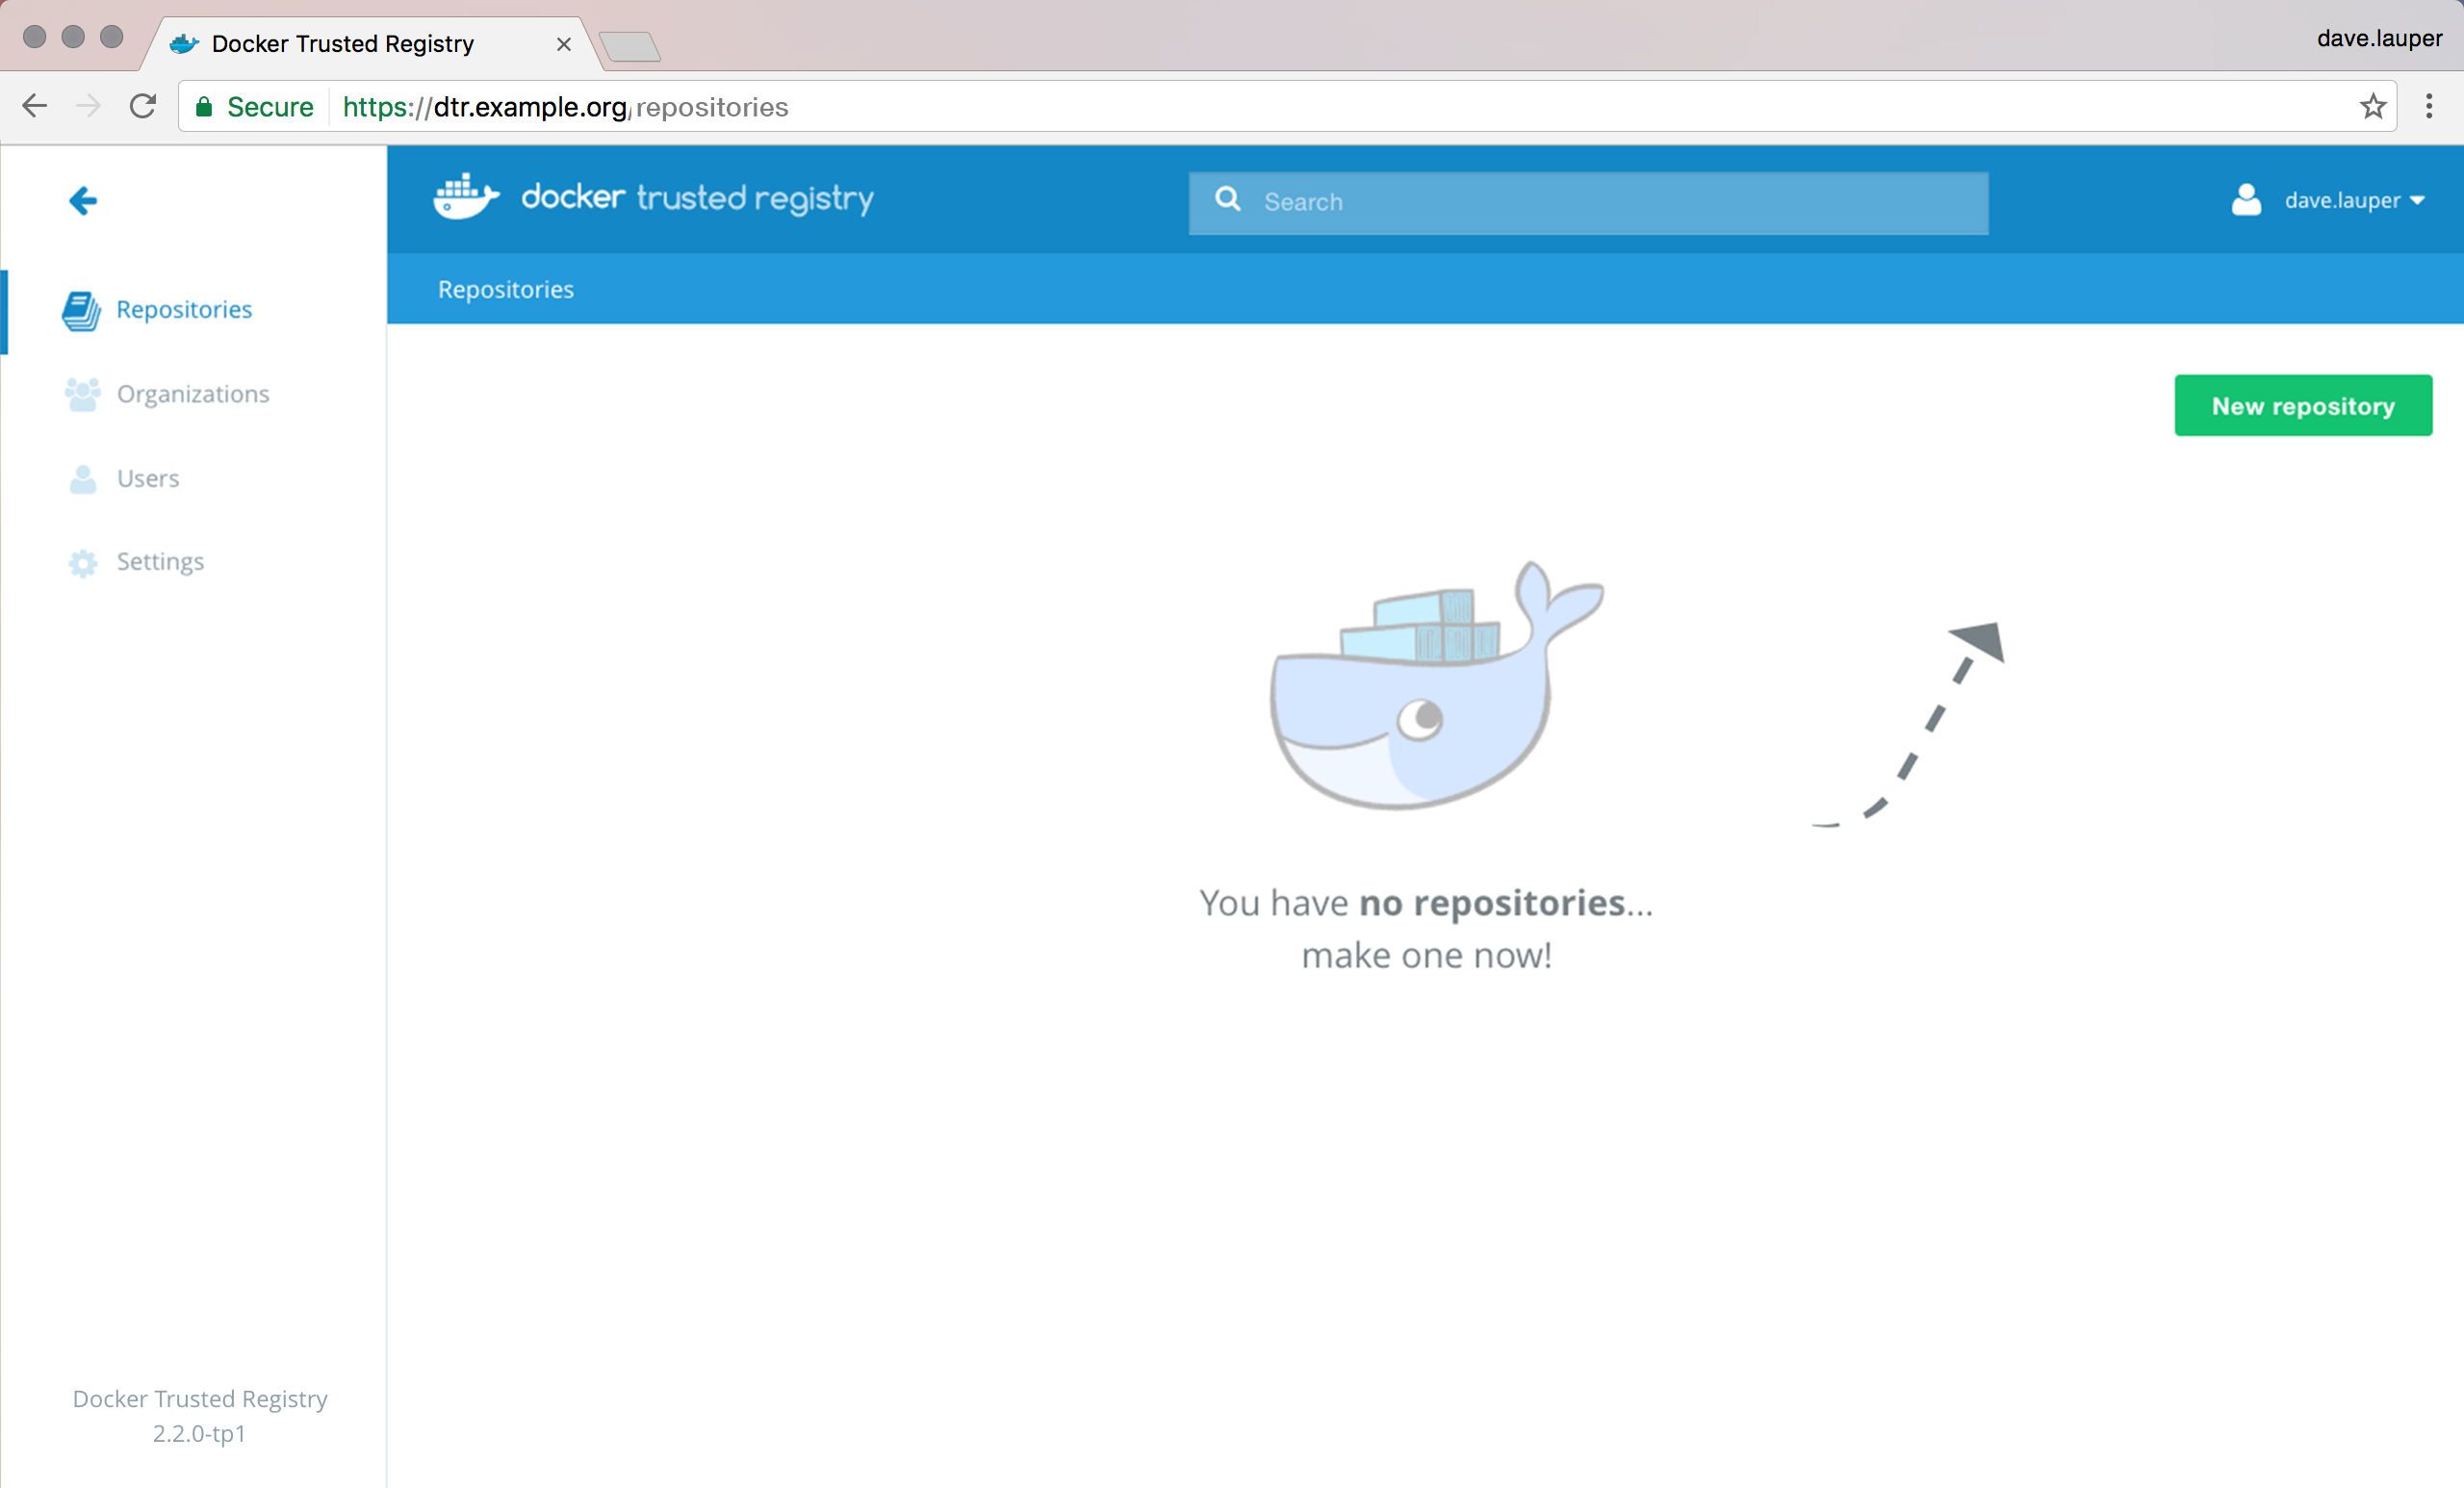 Docker Trusted Registry
dave.lauper
Secure
https://dtr.example.org/repositories
docker trusted registry
Search
dave.lauper
Repositories
Repositories
Organizations
Users
Settings
New repository
You have no repositories...
make one now!
Docker Trusted Registry
2.2.0-tp1